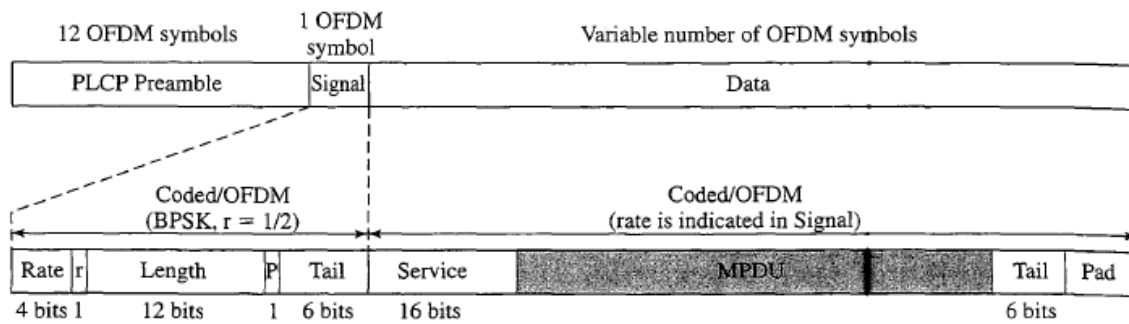 12 OFDM symbols
1 OFDM
symbol
Variable number of OFDM symbols
PLCP Preamble Signal Data
Coded/OFDM
(BPSK, r = 1/2)
Coded/OFDM
(rate is indicated in Signal)
Rate r Length P Tail Service MPDU Tail Pad
4 bits 1 12 bits 1 6 bits 16 bits 6 bits